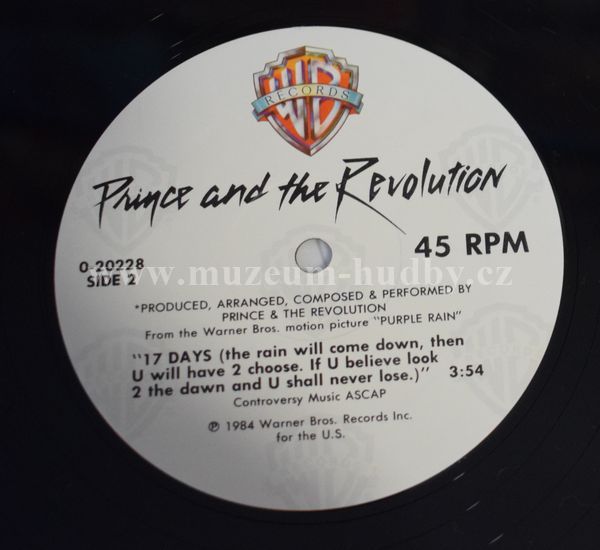 WB
RECORDS
Prince and the Revolution
45 RPM
0-20228
SIDE 2
www.muzeum-hudby.cz
*PRODUCED, ARRANGED, COMPOSED & PERFORMED BY
PRINCE & THE REVOLUTION
From the Warner Bros. motion picture "PURPLE RAIN"
"17 DAYS (the rain will come down, then
U will have 2 choose. If U believe look
2 the dawn and U shall never lose.)" 3:54
Controversy Music ASCAP
℗ 1984 Warner Bros. Records Inc.
for the U.S.